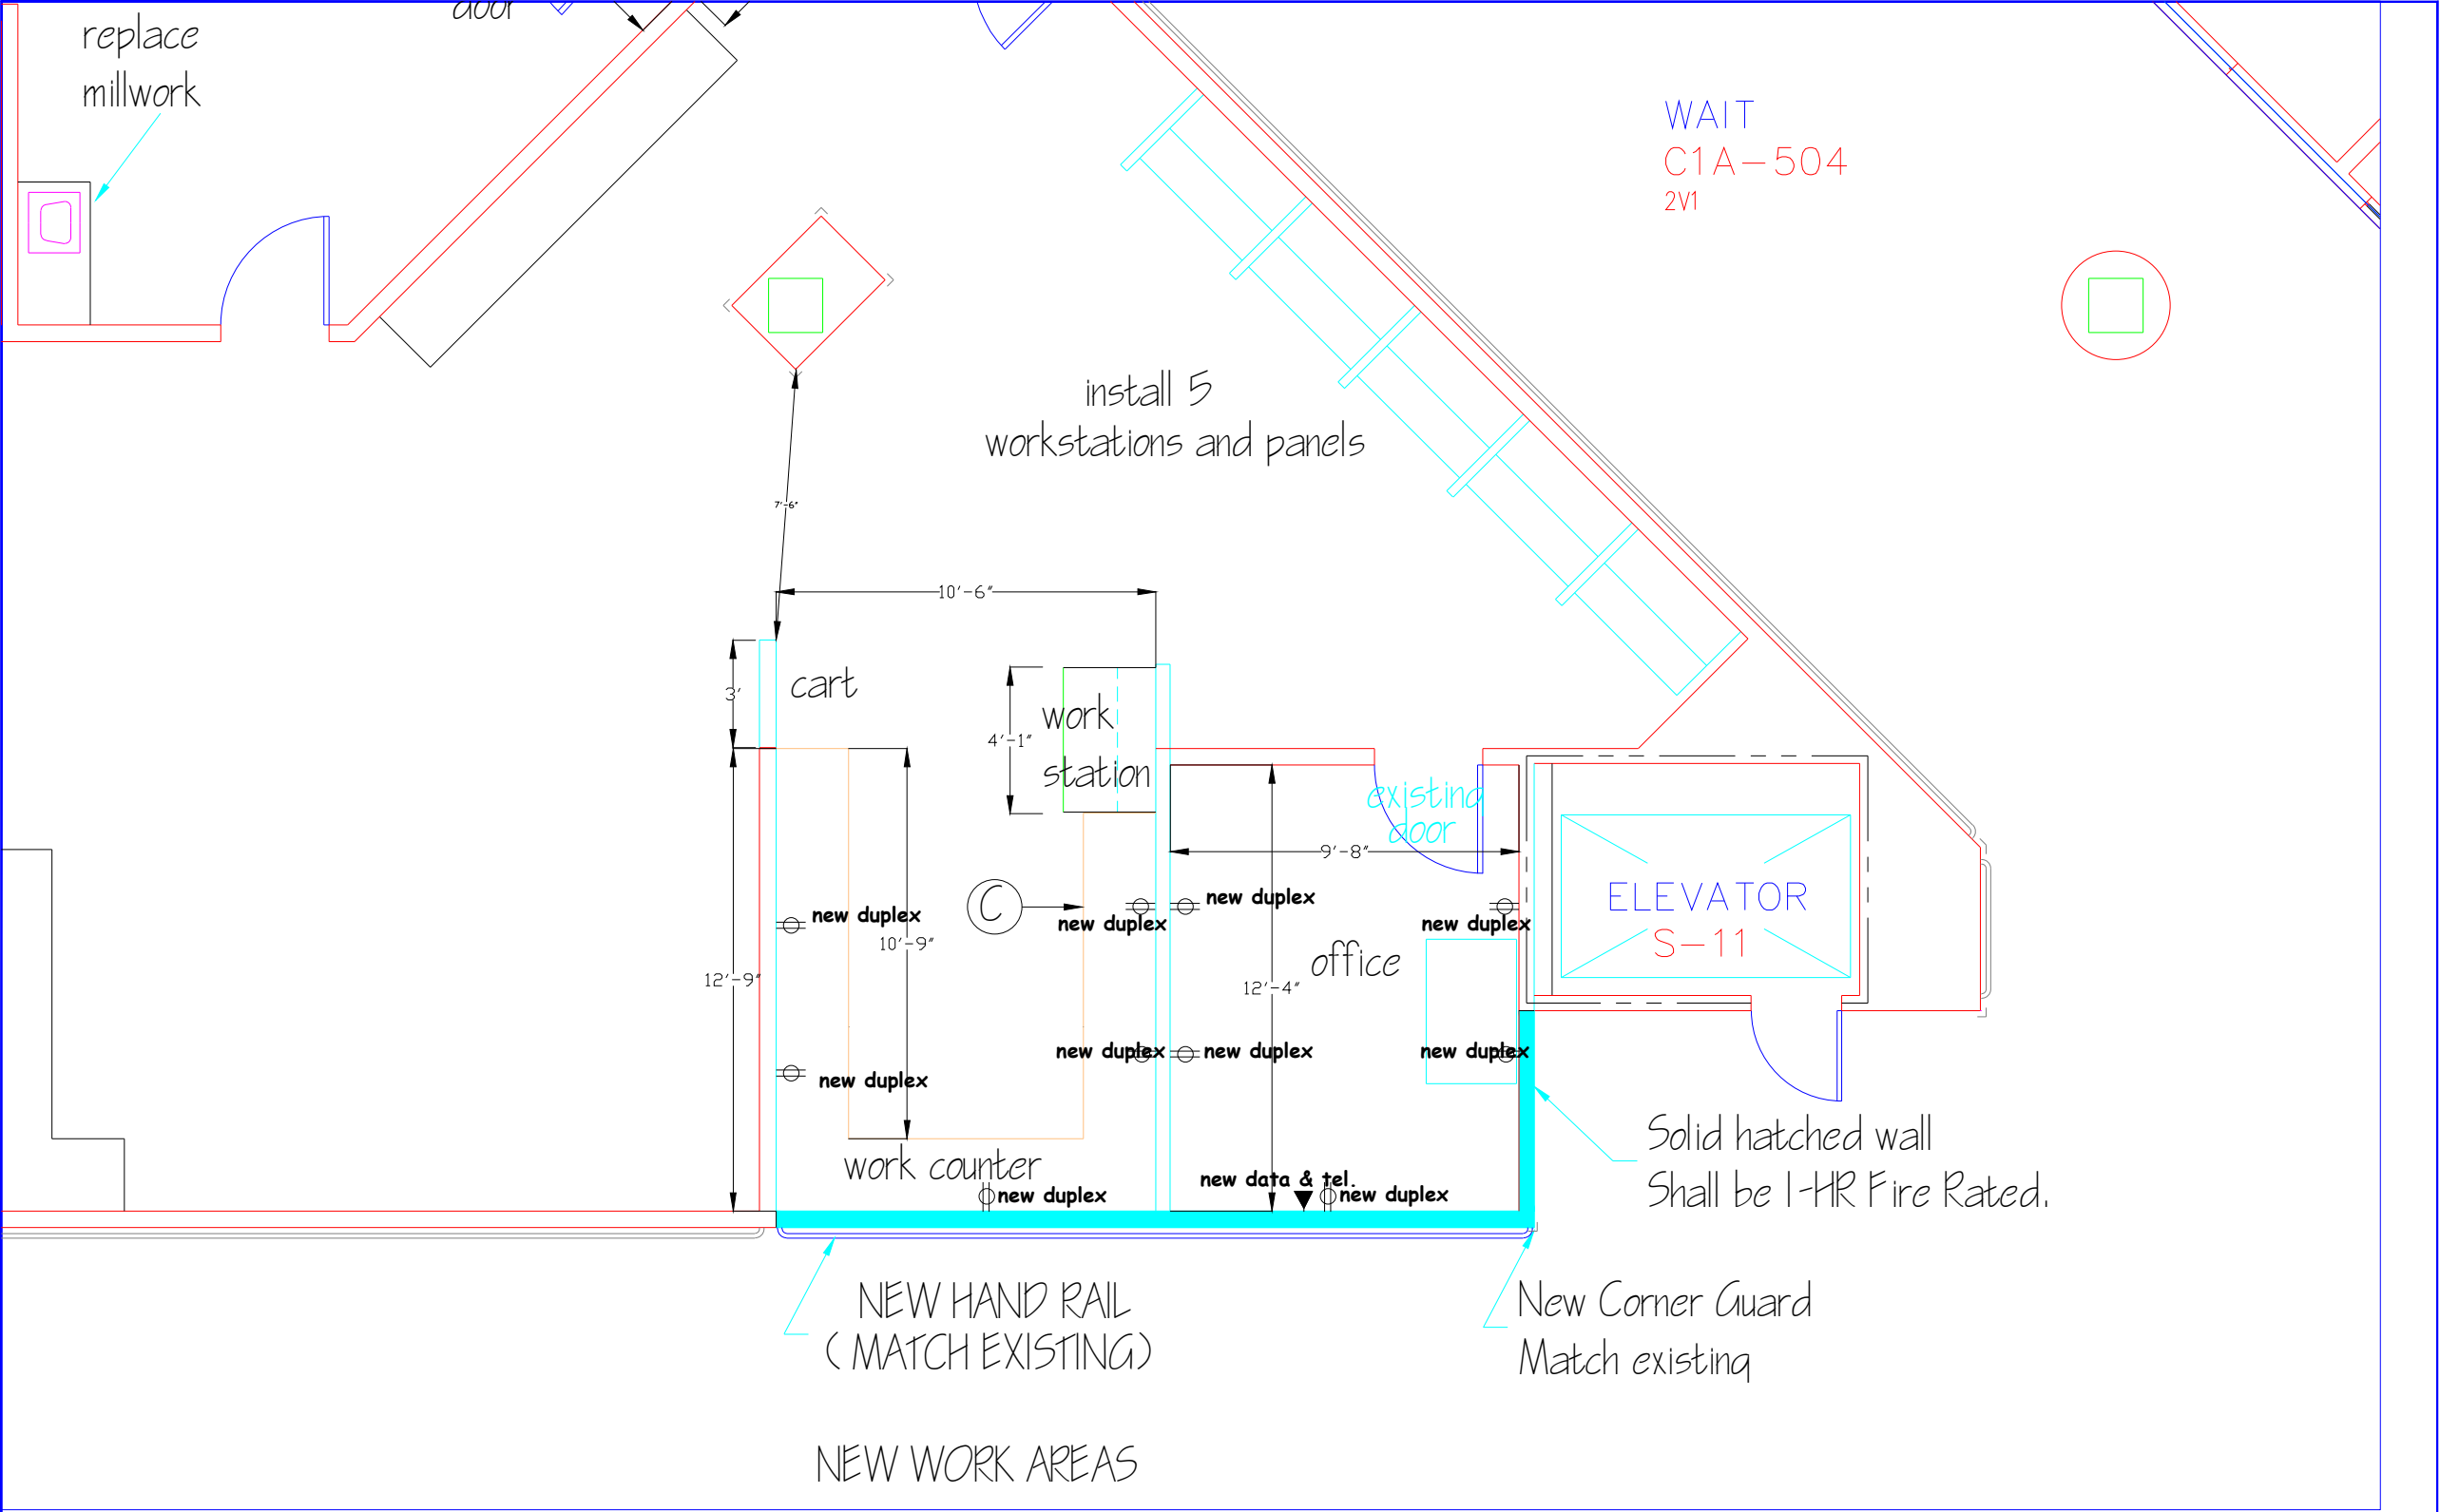 door
replace
millwork
WAIT
C1A-504
2V1
install 5
workstations and panels
7'-6"
10'-6"
3'
cart
work
station
4'-1"
existing
door
9'-8"
ELEVATOR
S-11
C
new duplex
new duplex
new duplex
new duplex
10'-9"
12'-9"
office
12'-4"
new duplex
new duplex
new duplex
new duplex
Solid hatched wall
Shall be 1-HR Fire Rated.
work counter
new data & tel.
new duplex
new duplex
NEW HAND RAIL
( MATCH EXISTING)
New Corner Guard
Match existing
NEW WORK AREAS